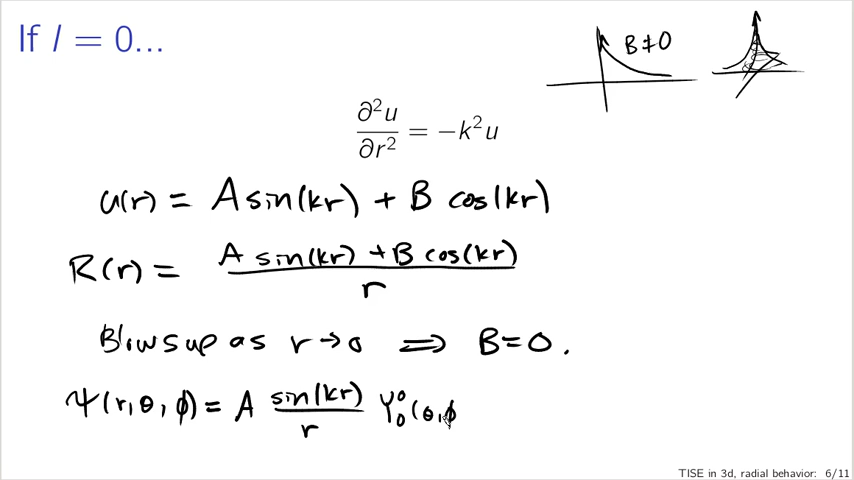 If l = 0...
B≠0
∂²u/∂r² = −k²u
u(r) = A sin(kr) + B cos(kr)
R(r) = (A sin(kr) + B cos(kr))/r
Blows up as r→0 ⟹ B=0.
Ψ(r,θ,ϕ) = A sin(kr)/r Y₀⁰(θ,ϕ
TISE in 3d, radial behavior: 6/11